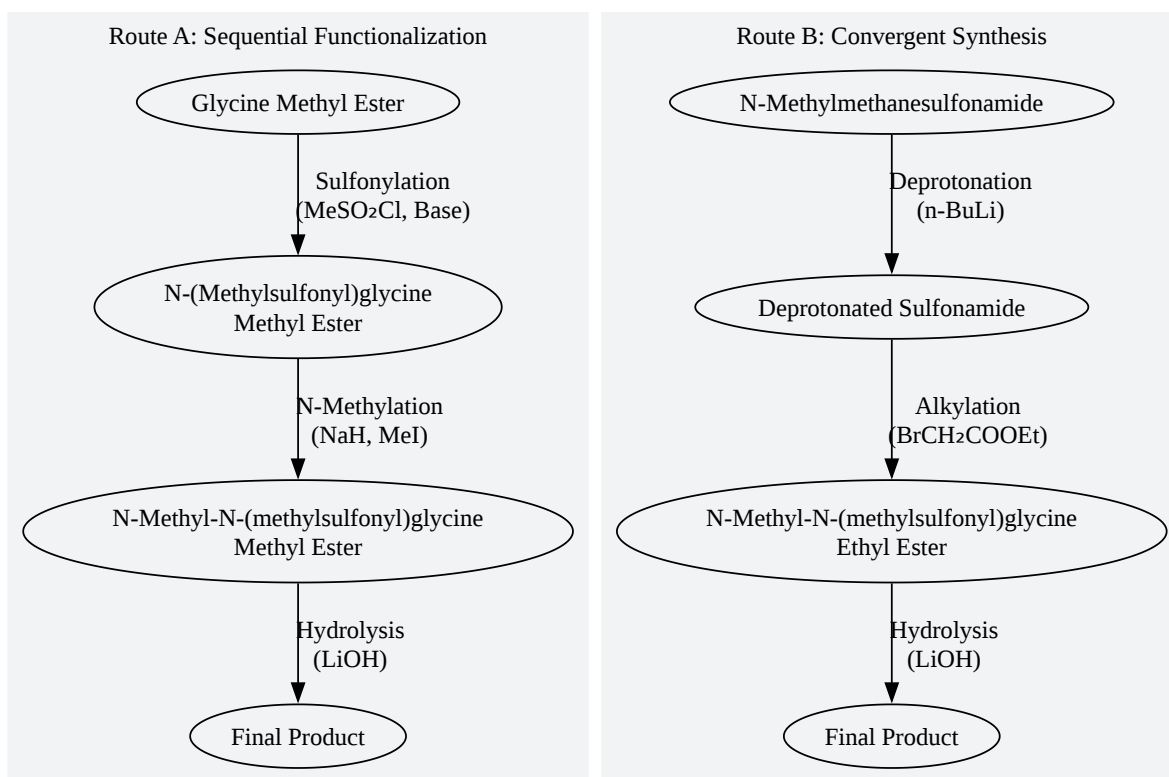 Route A: Sequential Functionalization
Glycine Methyl Ester
Sulfonylation
(MeSO₂Cl, Base)
N-(Methylsulfonyl)glycine
Methyl Ester
N-Methylation
(NaH, MeI)
N-Methyl-N-(methylsulfonyl)glycine
Methyl Ester
Hydrolysis
(LiOH)
Final Product
Route B: Convergent Synthesis
N-Methylmethanesulfonamide
Deprotonation
(n-BuLi)
Deprotonated Sulfonamide
Alkylation
(BrCH₂COOEt)
N-Methyl-N-(methylsulfonyl)glycine
Ethyl Ester
Hydrolysis
(LiOH)
Final Product